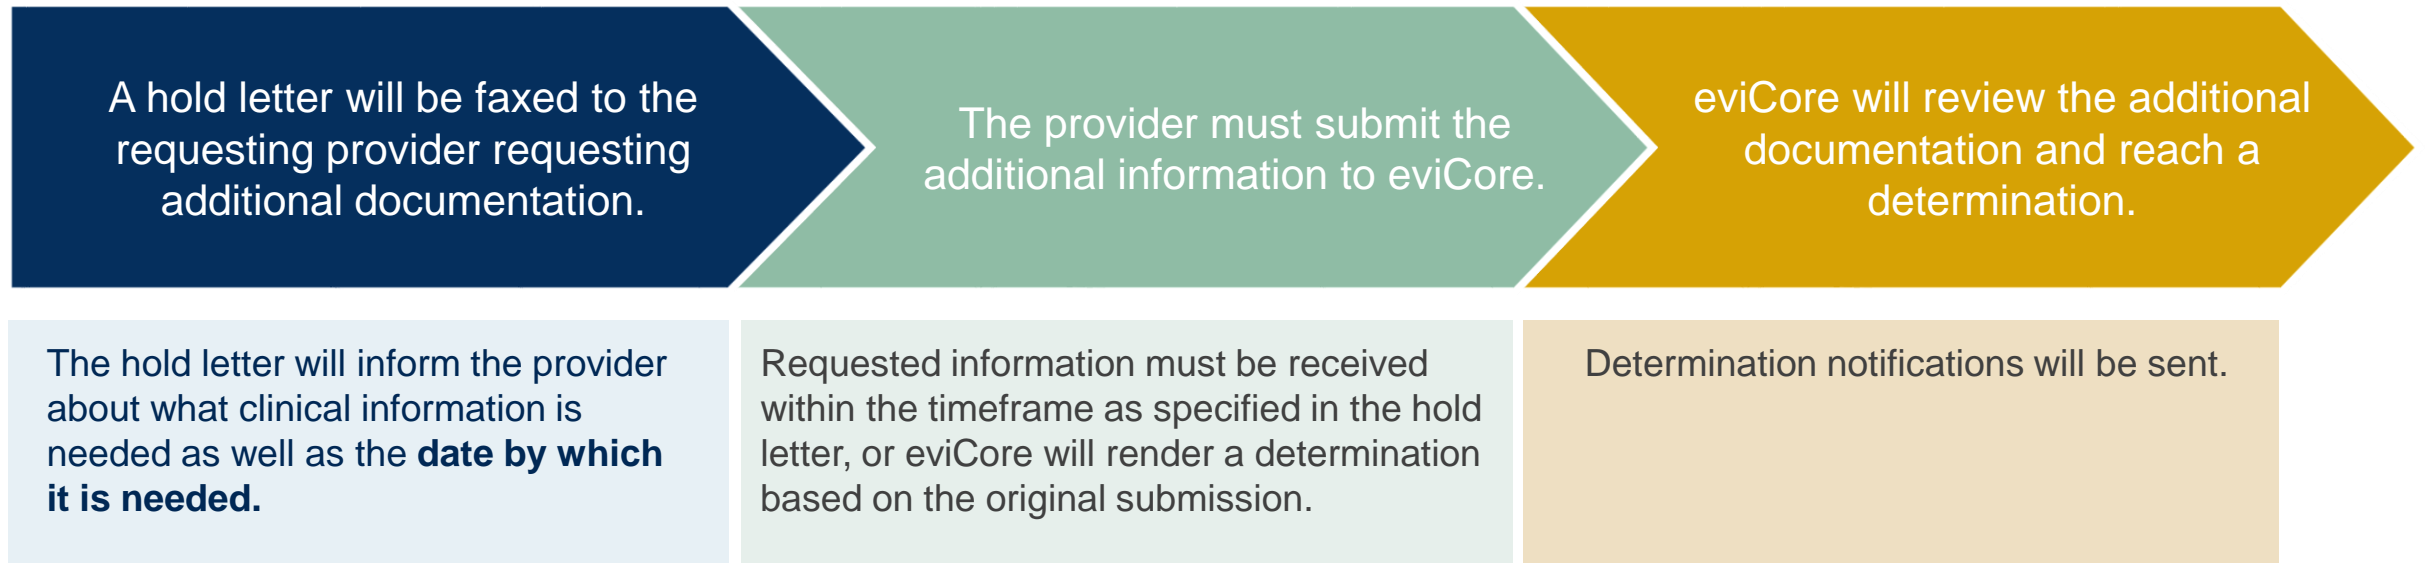 A hold letter will be faxed to the
requesting provider requesting
additional documentation.
The provider must submit the
additional information to eviCore.
eviCore will review the additional
documentation and reach a
determination.
The hold letter will inform the provider
about what clinical information is
needed as well as the date by which
it is needed.
Requested information must be received
within the timeframe as specified in the hold
letter, or eviCore will render a determination
based on the original submission.
Determination notifications will be sent.